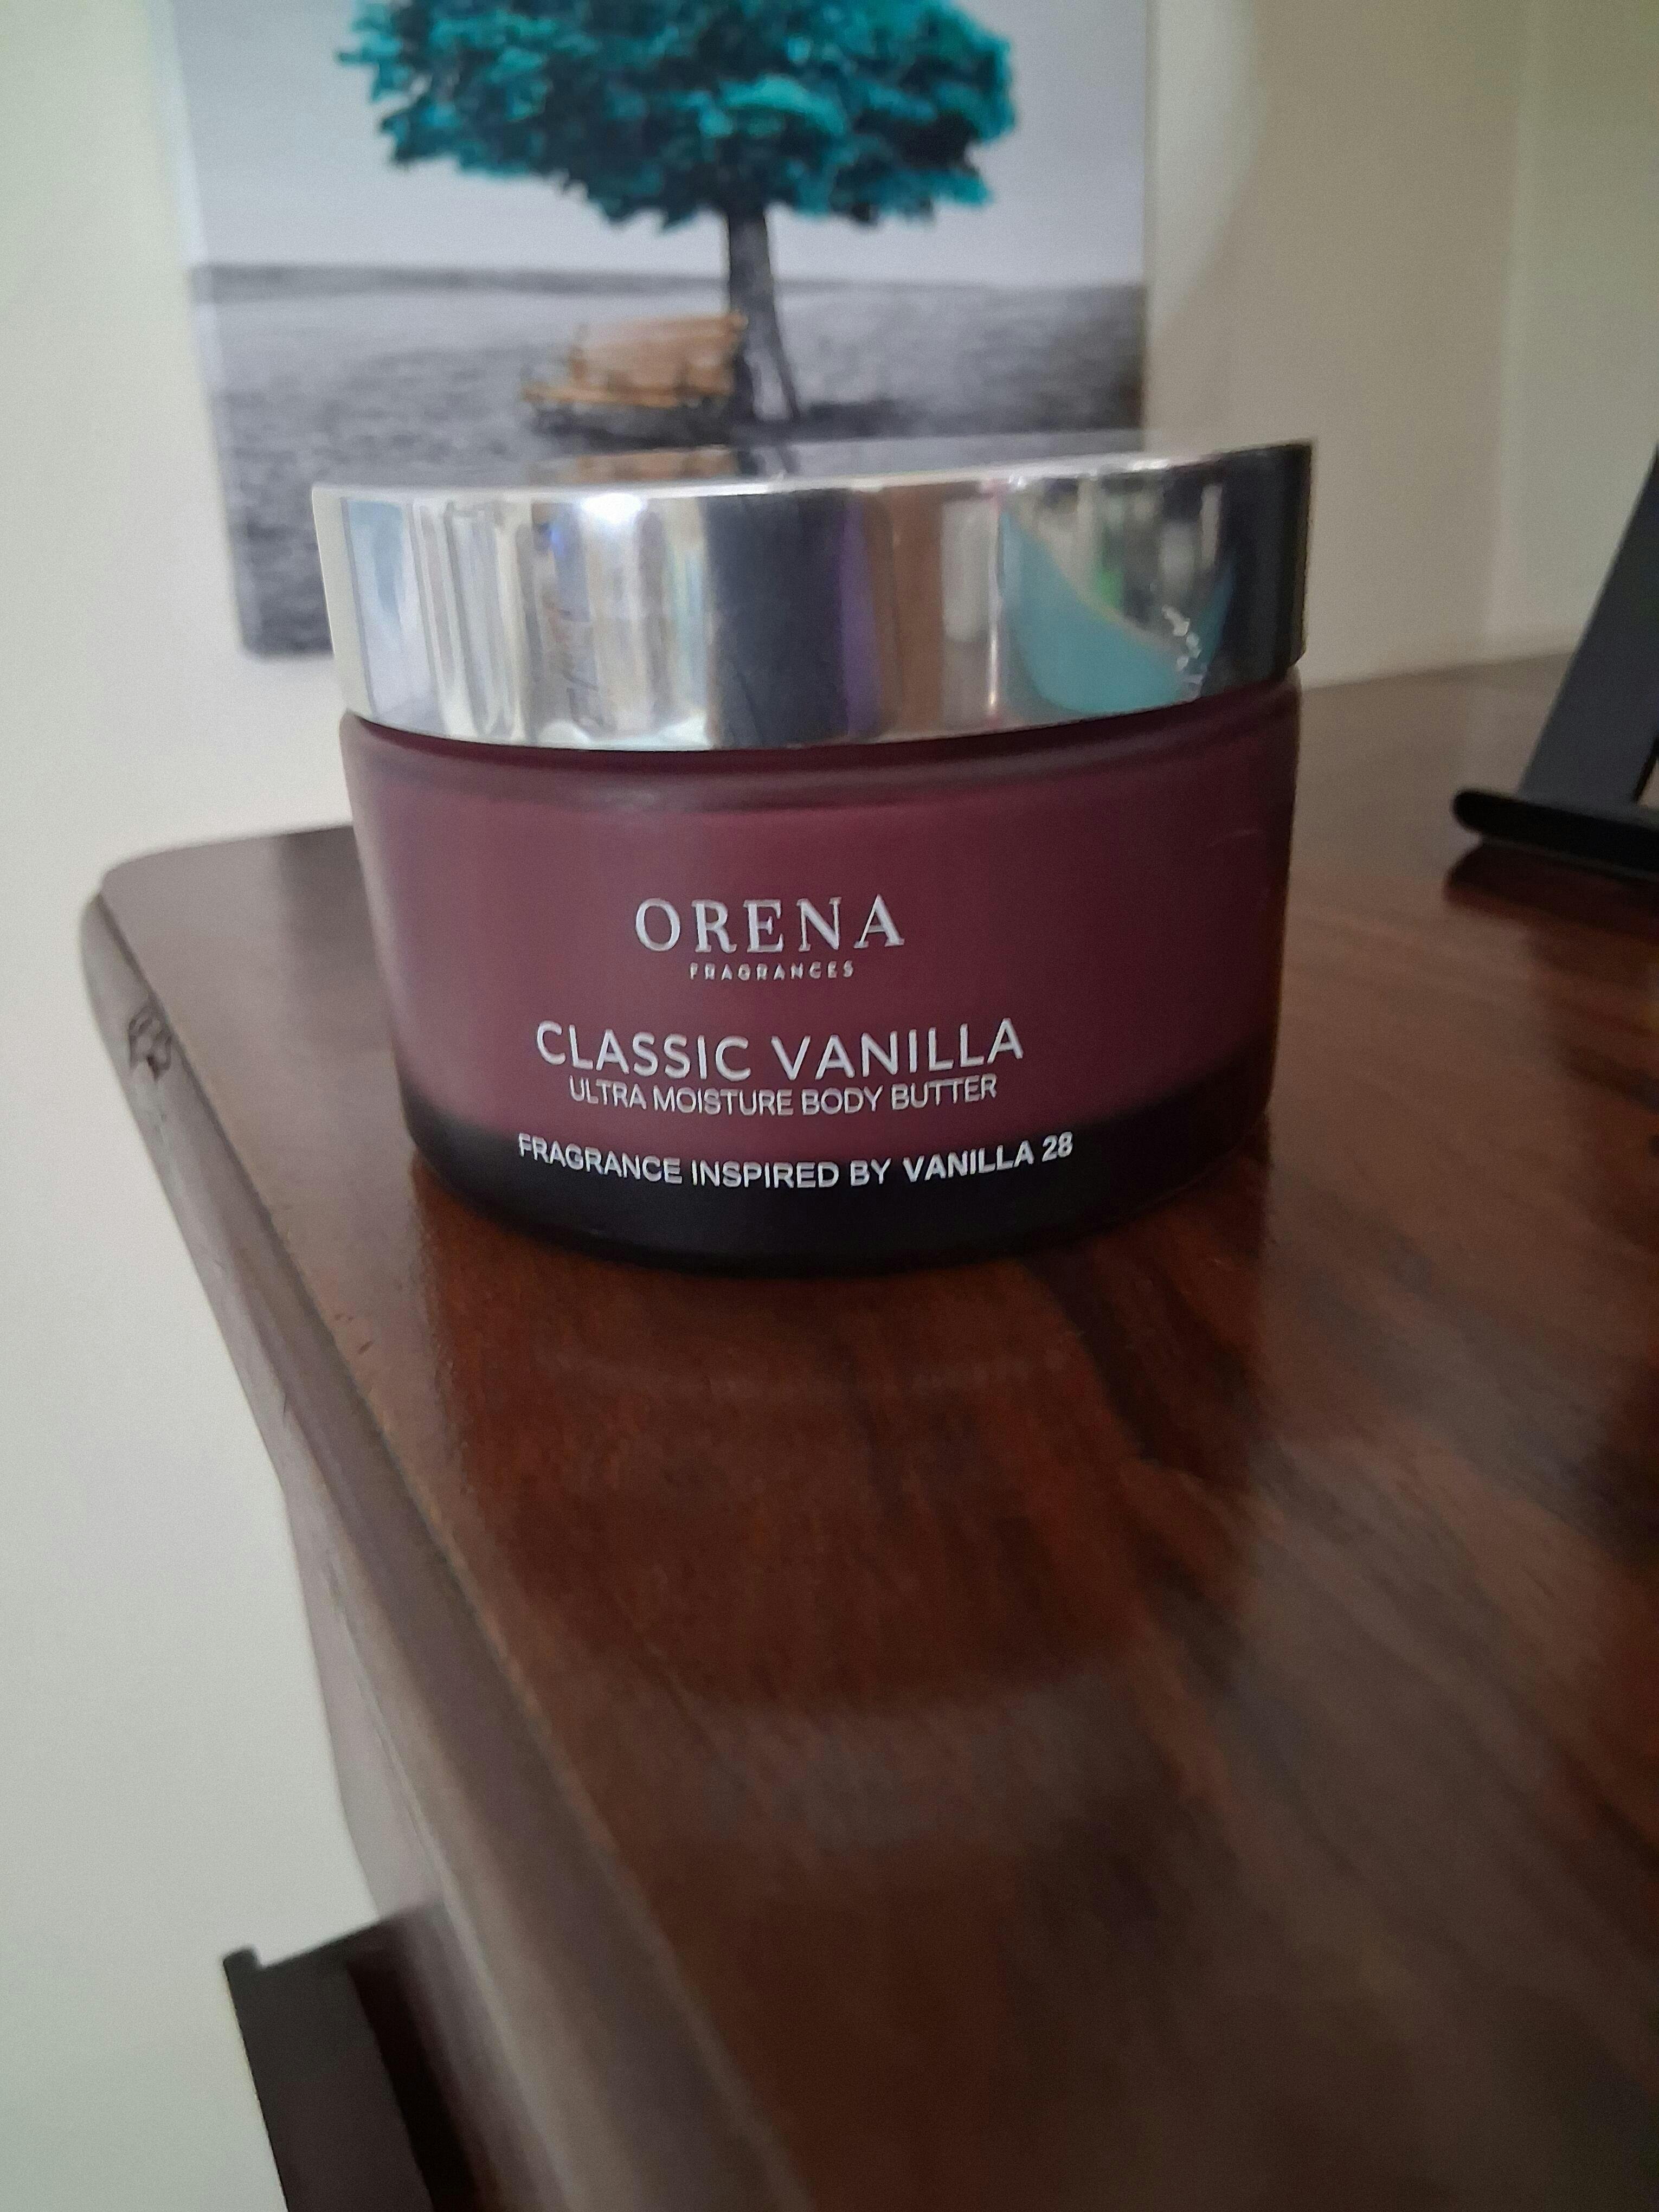 ORENA
FRAGRANCES
CLASSIC VANILLA
ULTRA MOISTURE BODY BUTTER
FRAGRANCE INSPIRED BY VANILLA 28